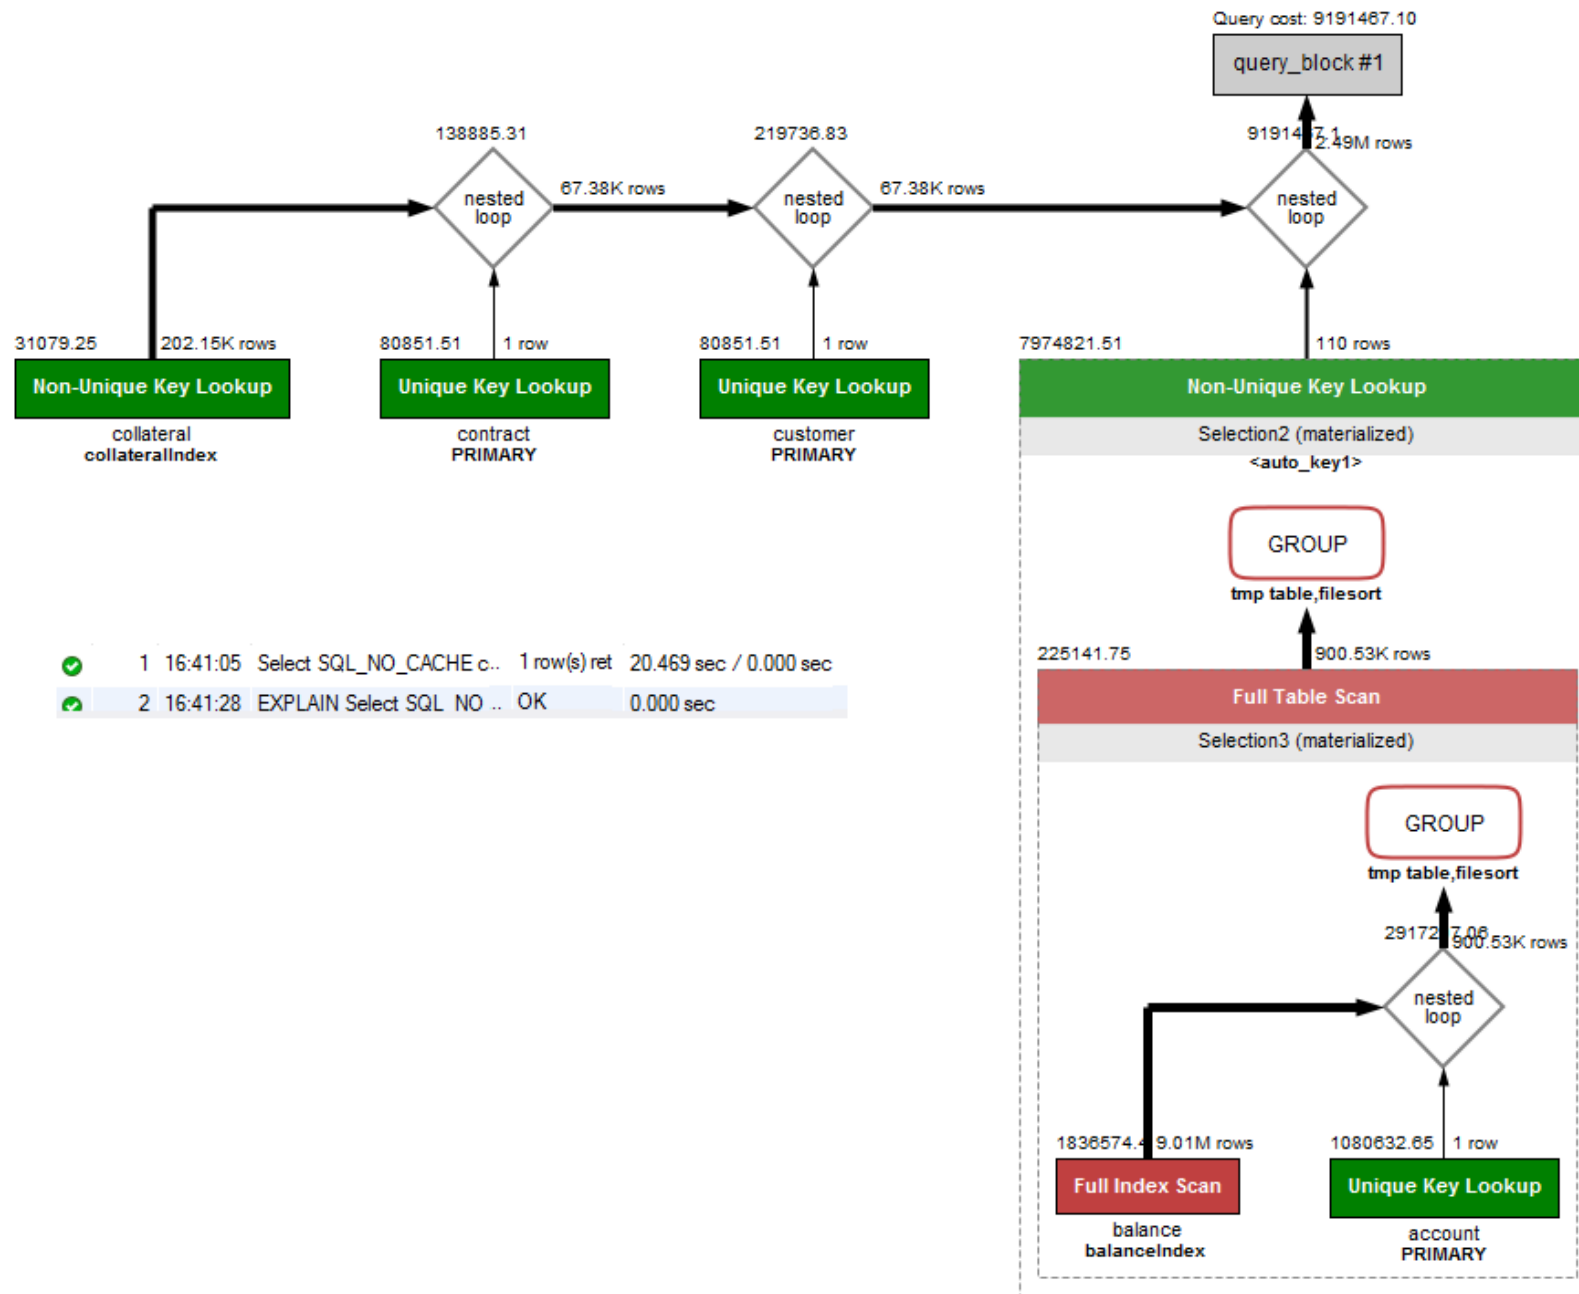 Query cost: 9191467.10
query_block #1
138885.31
219736.83
2.49M rows
67.38K rows
67.38K rows
nested
loop
nested
loop
nested
loop
31079.25
202.15K rows
80851.51
1 row
80851.51
1 row
7974821.51
110 rows
Non-Unique Key Lookup
Unique Key Lookup
Unique Key Lookup
Non-Unique Key Lookup
collateral
collateralIndex
contract
PRIMARY
customer
PRIMARY
Selection2 (materialized)
<auto_key1>
GROUP
tmp table,filesort
225141.75
900.53K rows
1 16:41:05 Select SQL_NO_CACHE c... 1 row(s) ret 20.469 sec / 0.000 sec
2 16:41:28 EXPLAIN Select SQL_NO ... OK 0.000 sec
Full Table Scan
Selection3 (materialized)
GROUP
tmp table,filesort
900.53K rows
nested
loop
9.01M rows
1080632.65
1 row
Full Index Scan
Unique Key Lookup
balance
balanceIndex
account
PRIMARY